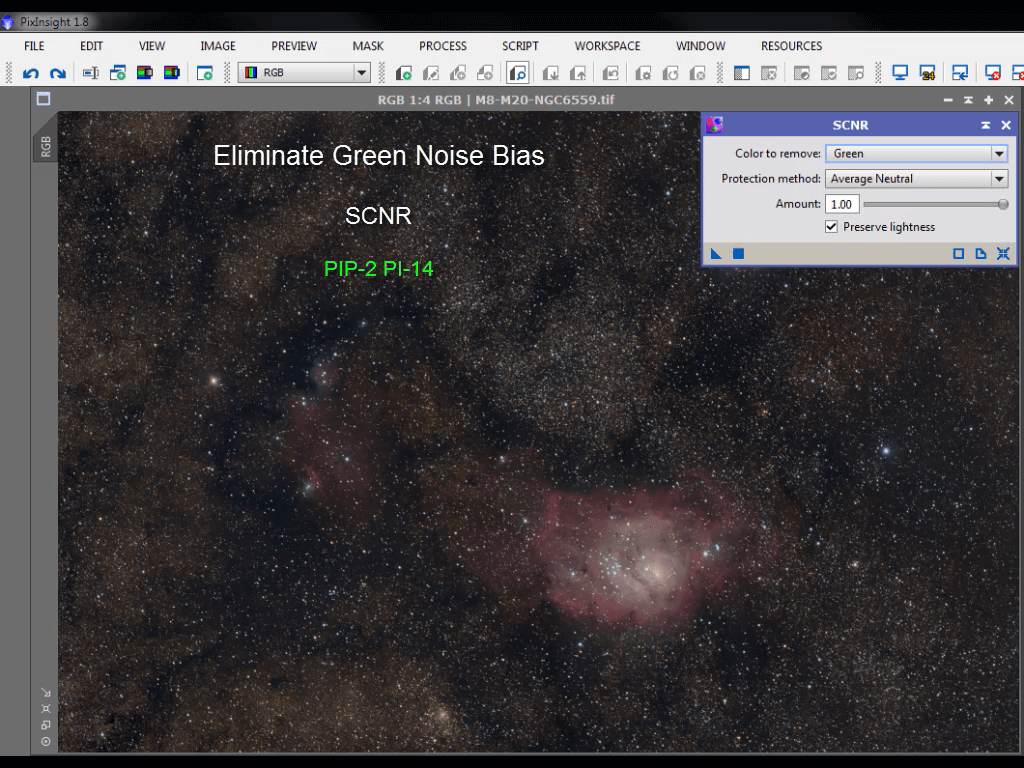 PixInsight 1.8
FILE EDIT VIEW IMAGE PREVIEW MASK PROCESS SCRIPT WORKSPACE WINDOW RESOURCES
RGB
24
RGB 1:4 RGB | M8-M20-NGC6559.tif
RGB
Eliminate Green Noise Bias
SCNR
PIP-2 PI-14
SCNR
Color to remove: Green
Protection method: Average Neutral
Amount: 1.00
Preserve lightness